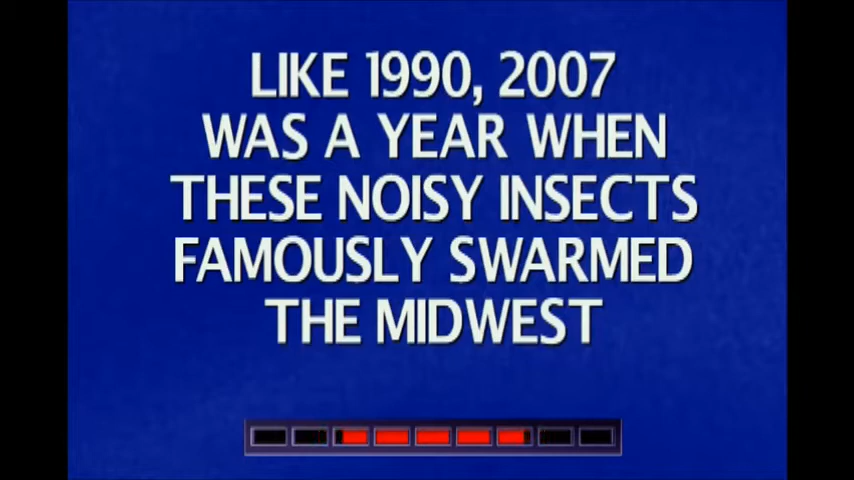 LIKE 1990, 2007
WAS A YEAR WHEN
THESE NOISY INSECTS
FAMOUSLY SWARMED
THE MIDWEST